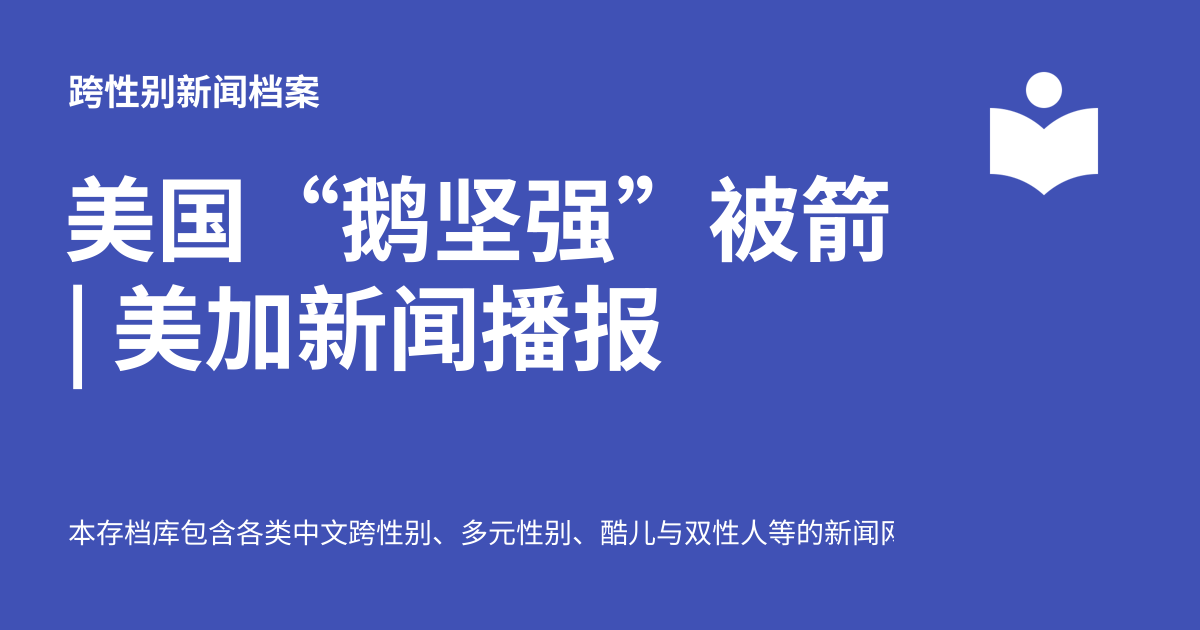 跨性别新闻档案
美国“鹅坚强”被箭
| 美加新闻播报
本存档库包含各类中文跨性别、多元性别、酷儿与双性人等的新闻